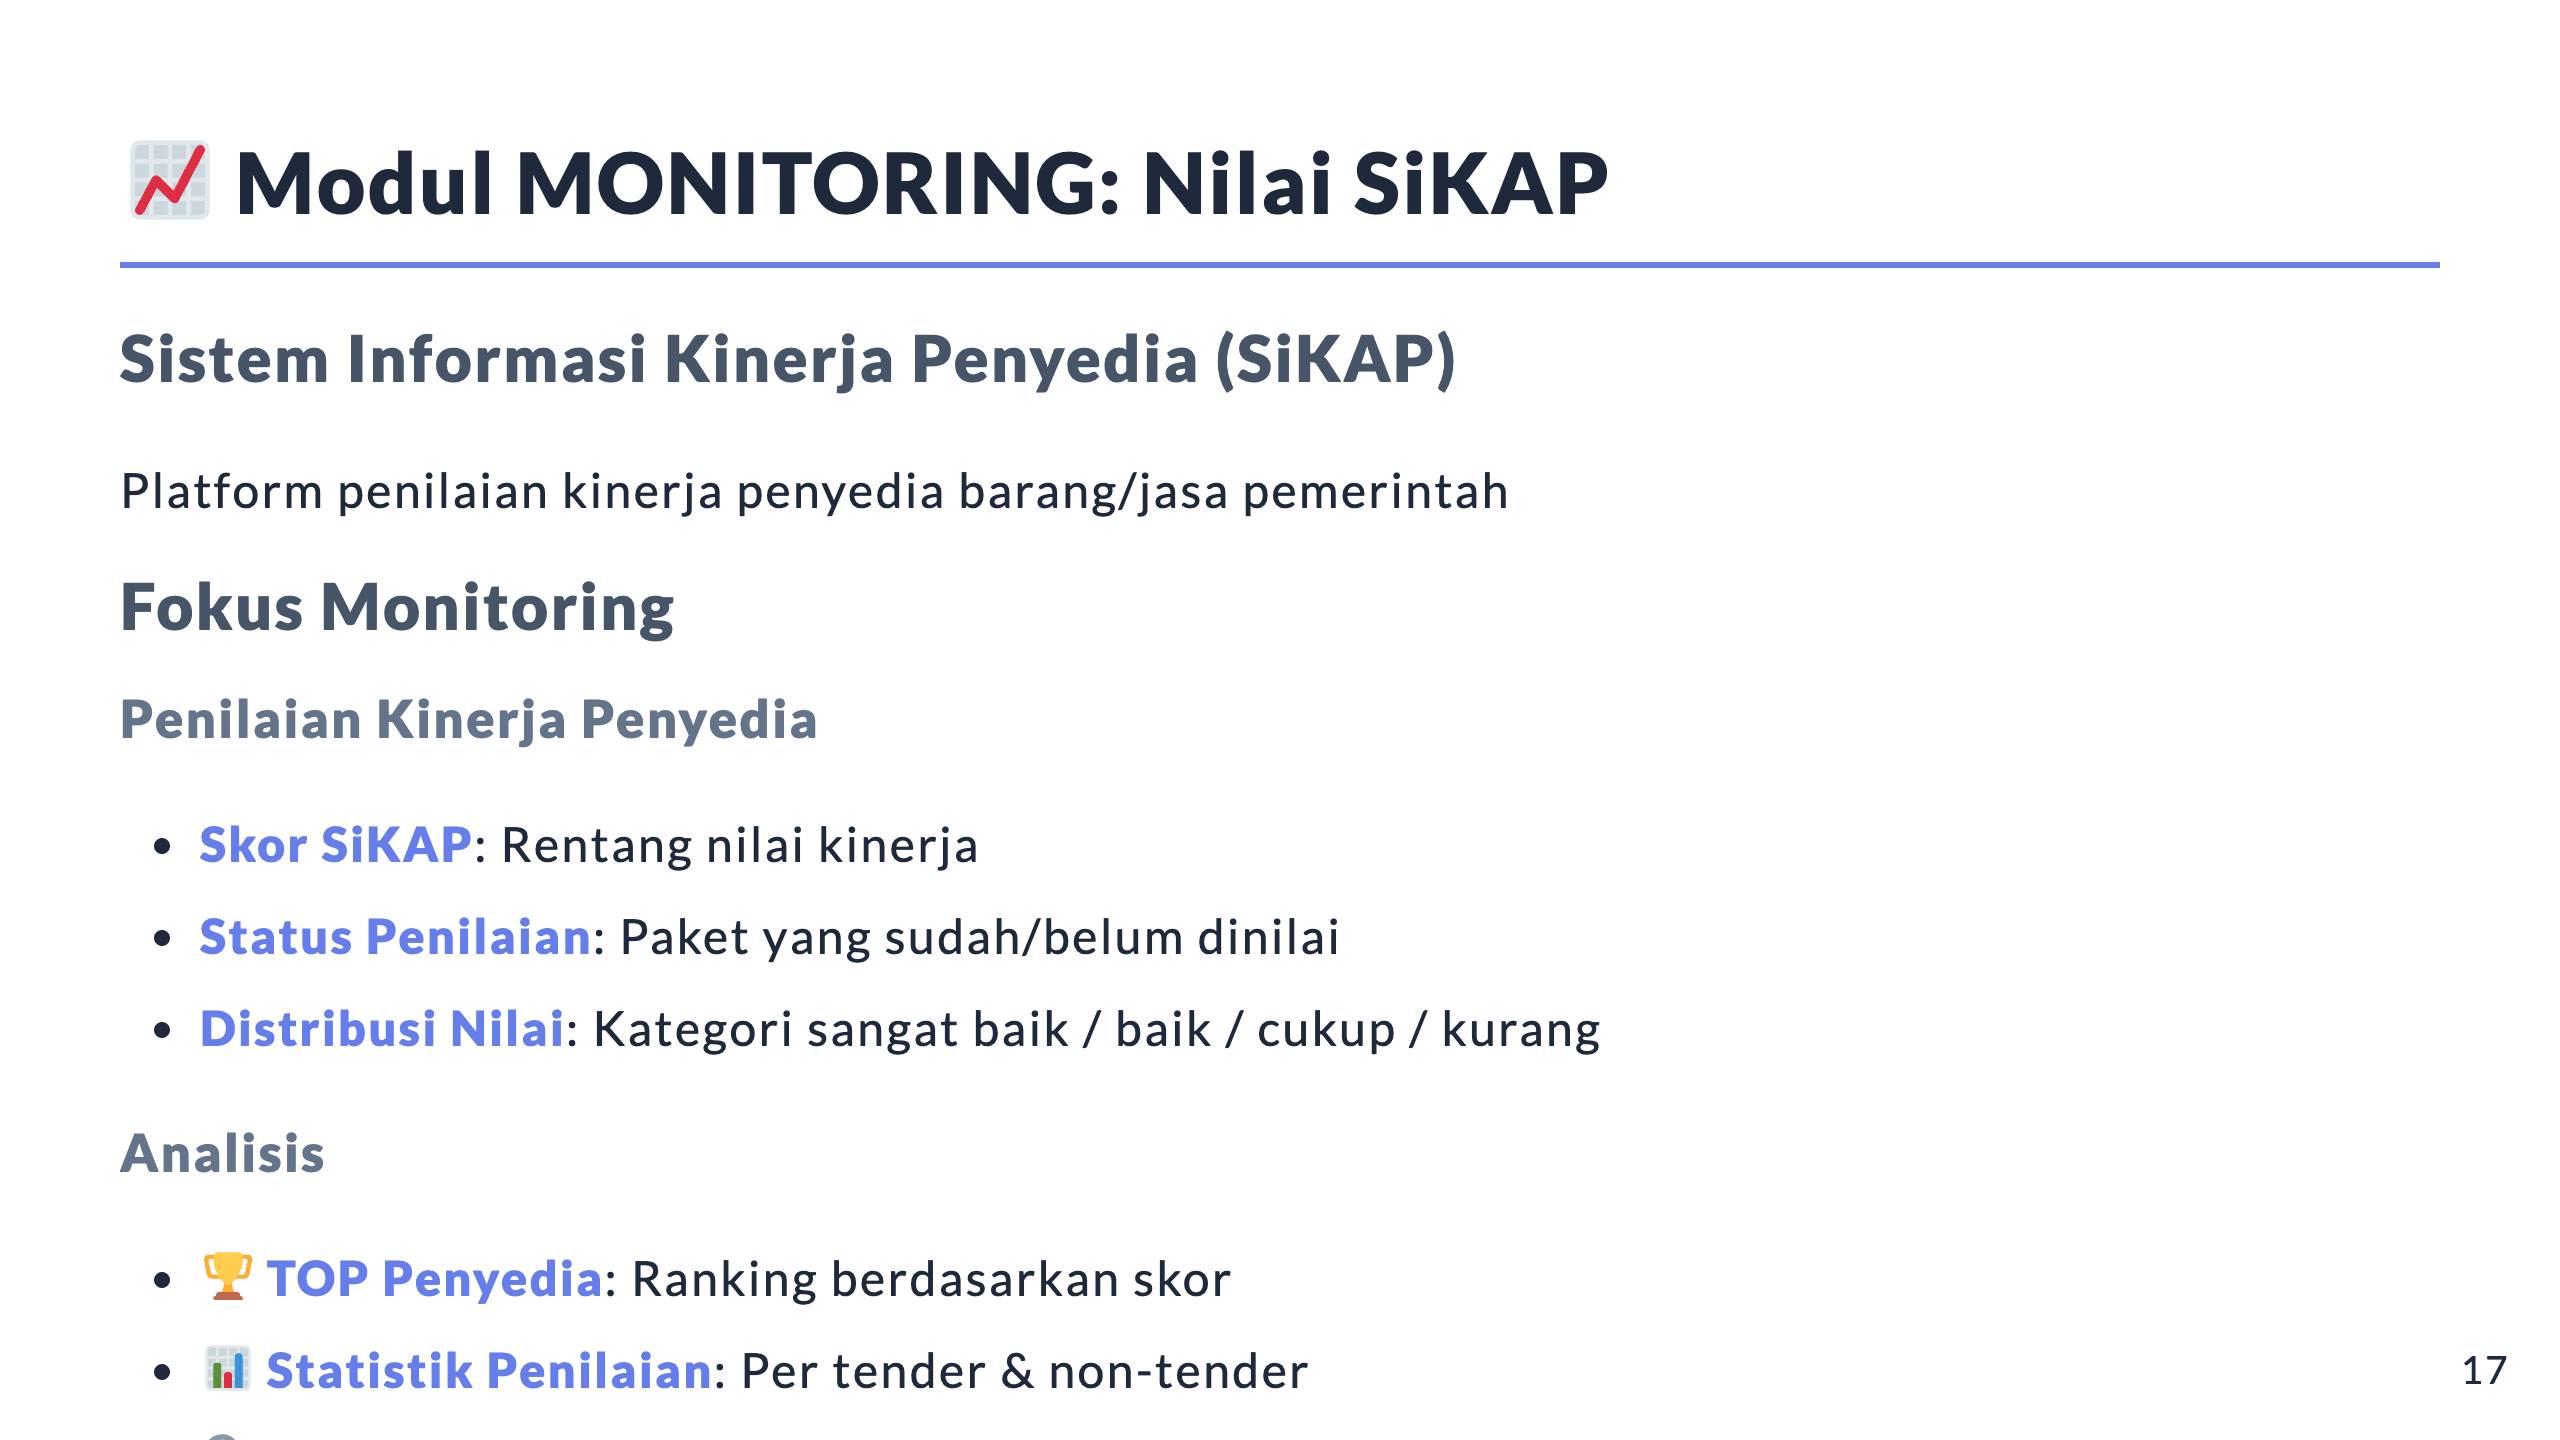 Modul MONITORING: Nilai SiKAP
Sistem Informasi Kinerja Penyedia (SiKAP)
Platform penilaian kinerja penyedia barang/jasa pemerintah
Fokus Monitoring
Penilaian Kinerja Penyedia
• Skor SiKAP: Rentang nilai kinerja
• Status Penilaian: Paket yang sudah/belum dinilai
• Distribusi Nilai: Kategori sangat baik / baik / cukup / kurang
Analisis
• 🏆 TOP Penyedia: Ranking berdasarkan skor
• 📊 Statistik Penilaian: Per tender & non-tender
17